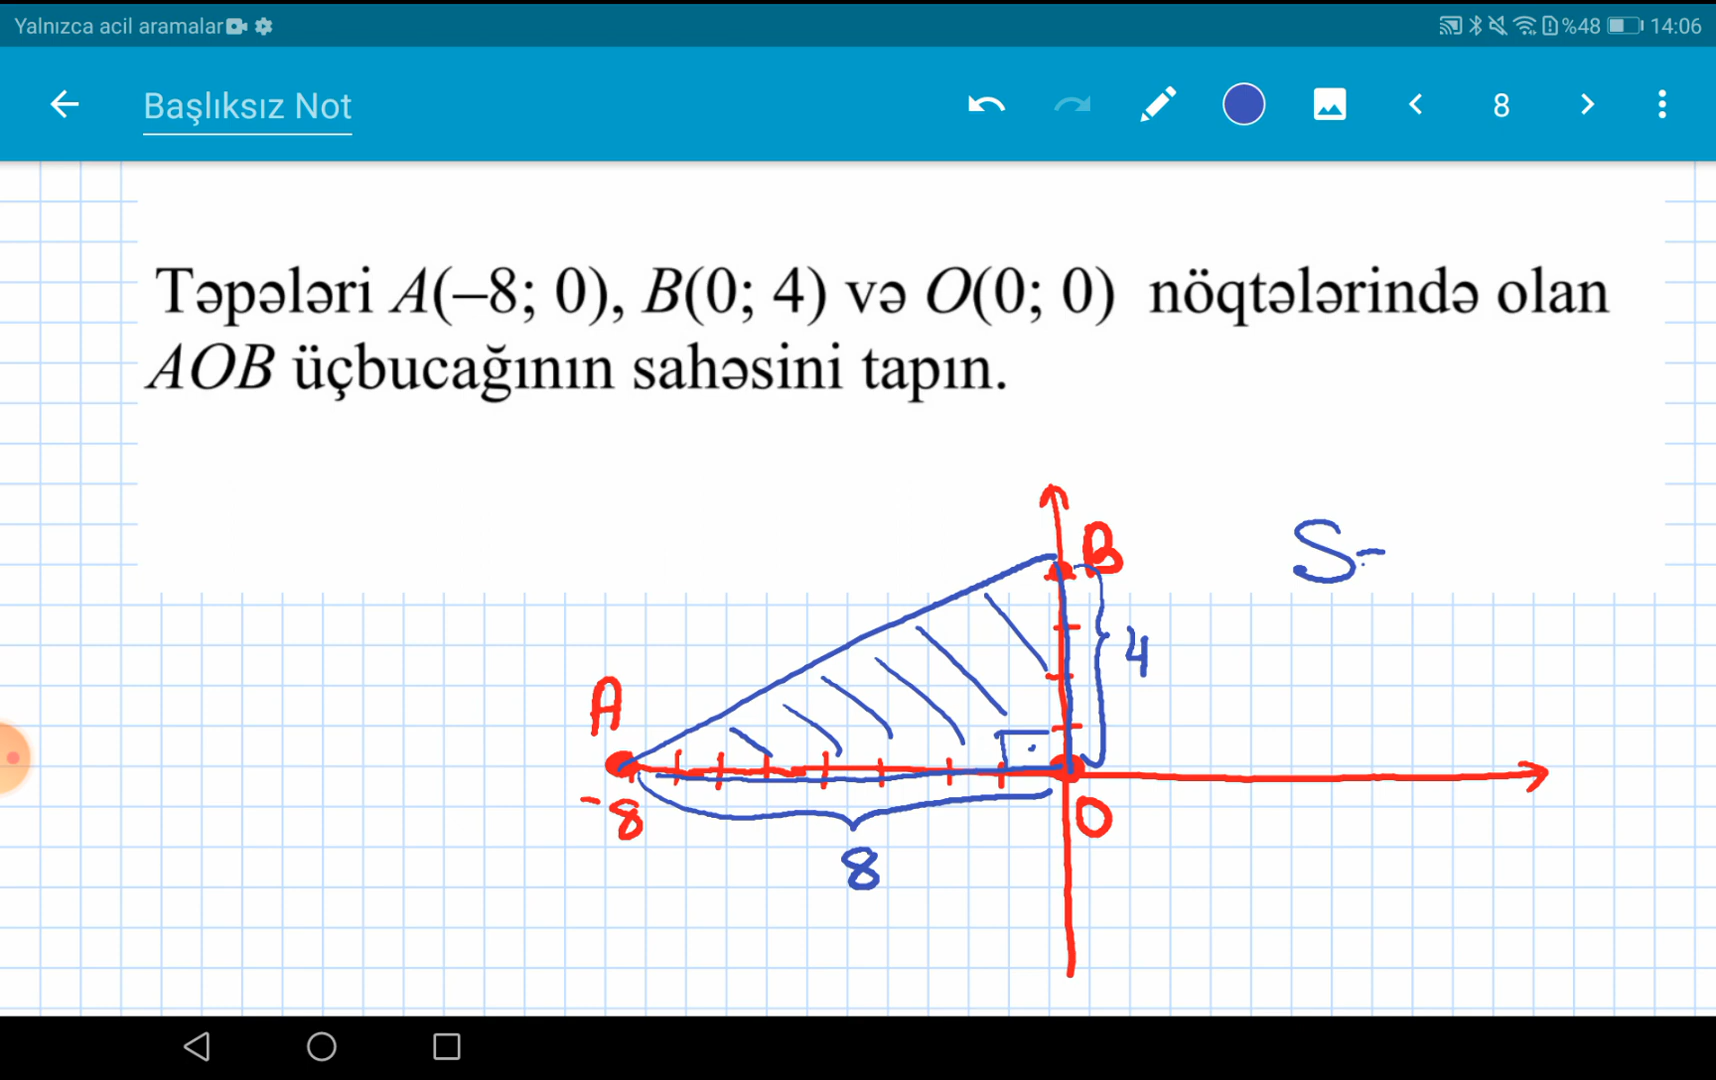 Yalnızca acil aramalar
%48 14:06
Başlıksız Not
8
Təpələri A(–8; 0), B(0; 4) və O(0; 0) nöqtələrində olan
AOB üçbucağının sahəsini tapın.
B
S=
4
A
-8
O
8